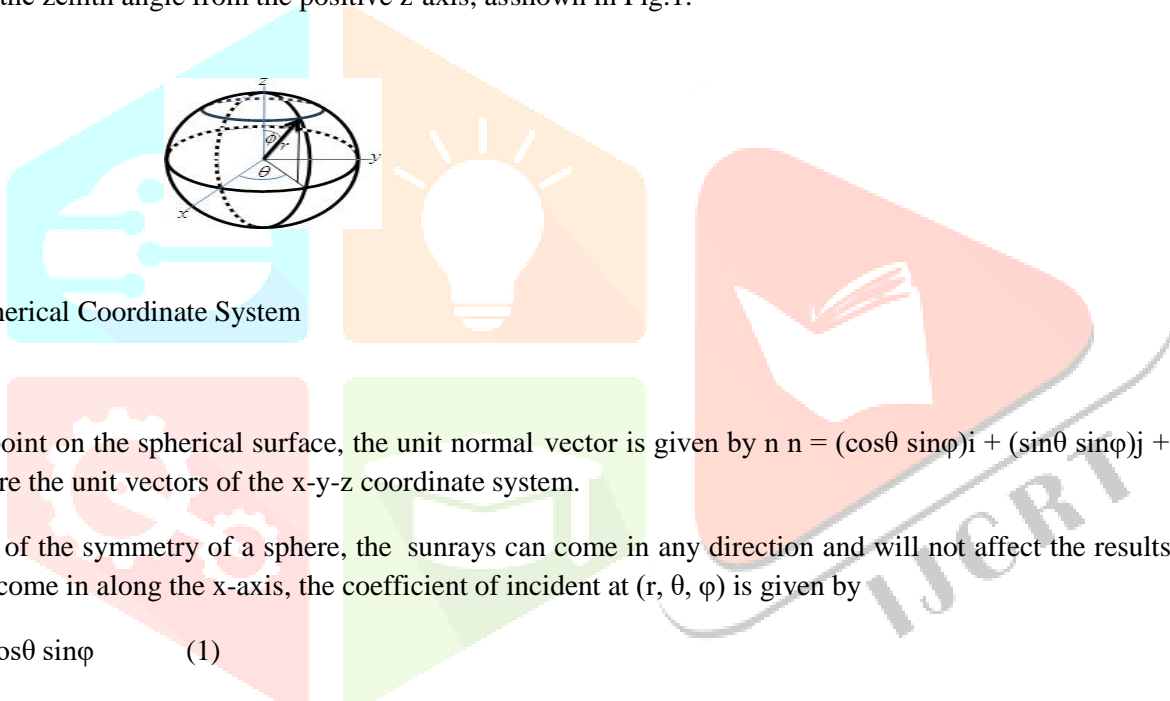 the zenith angle from the positive z-axis, asshown in Fig.1.
z
φ r
y
θ
x
herical Coordinate System
point on the spherical surface, the unit normal vector is given by n n = (cosθ sinφ)i + (sinθ sinφ)j +
re the unit vectors of the x-y-z coordinate system.
of the symmetry of a sphere, the sunrays can come in any direction and will not affect the results
come in along the x-axis, the coefficient of incident at (r, θ, φ) is given by
osθ sinφ (1)
IJCRT